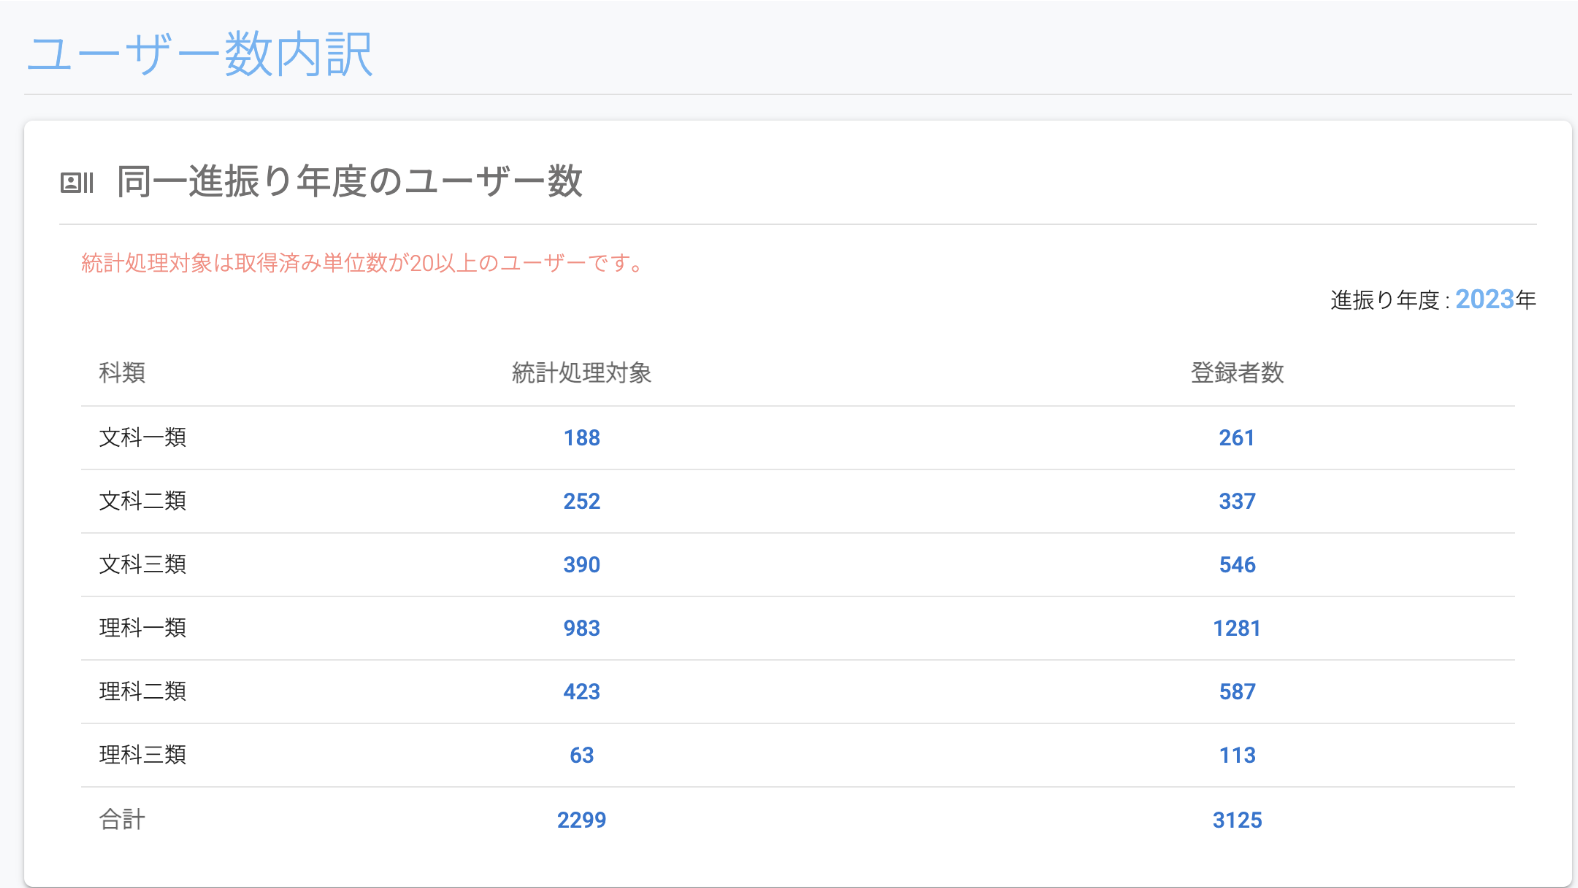 ユーザー数内訳
同一進振り年度のユーザー数
統計処理対象は取得済み単位数が20以上のユーザーです。
進振り年度 : 2023年
科類 統計処理対象 登録者数
文科一類 188 261
文科二類 252 337
文科三類 390 546
理科一類 983 1281
理科二類 423 587
理科三類 63 113
合計 2299 3125